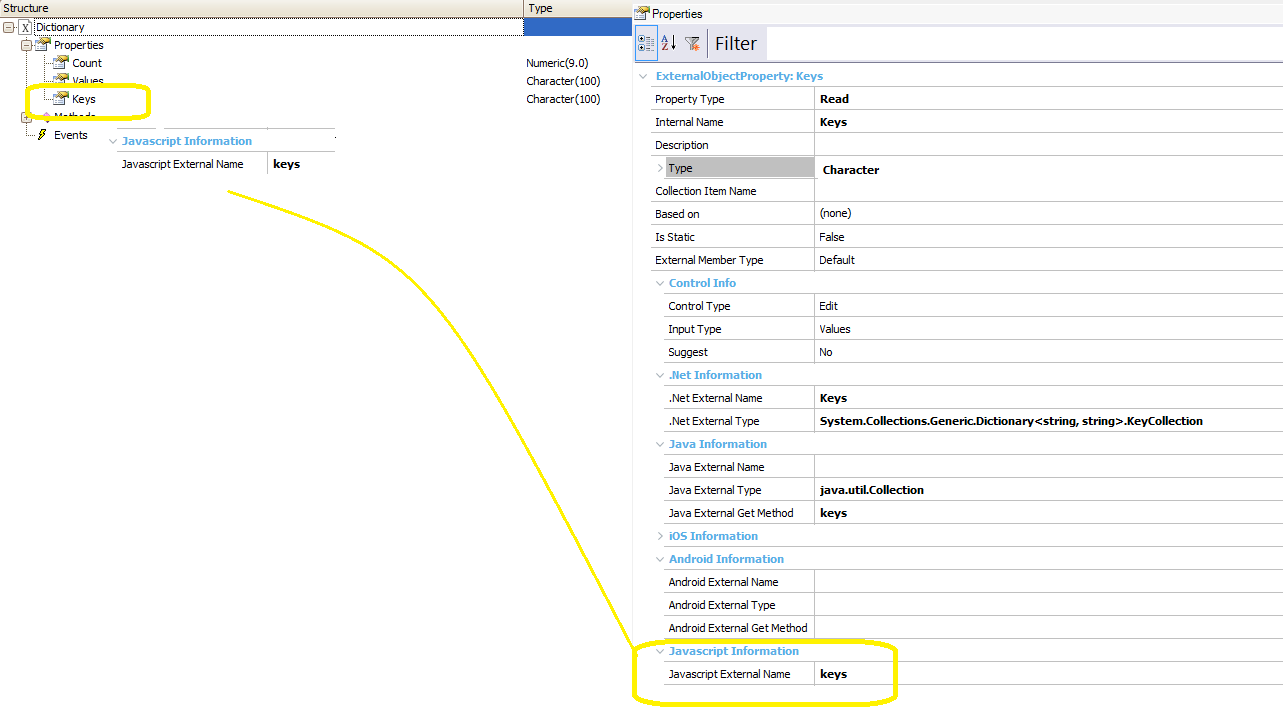 Structure Type
Dictionary
Properties
Count Numeric(9.0)
Values Character(100)
Keys Character(100)
Methods
Events
Javascript Information
Javascript External Name keys
Properties
Filter
ExternalObjectProperty: Keys
Property Type Read
Internal Name Keys
Description
Type Character
Collection Item Name
Based on (none)
Is Static False
External Member Type Default
Control Info
Control Type Edit
Input Type Values
Suggest No
.Net Information
.Net External Name Keys
.Net External Type System.Collections.Generic.Dictionary<string, string>.KeyCollection
Java Information
Java External Name
Java External Type java.util.Collection
Java External Get Method keys
iOS Information
Android Information
Android External Name
Android External Type
Android External Get Method
Javascript Information
Javascript External Name keys